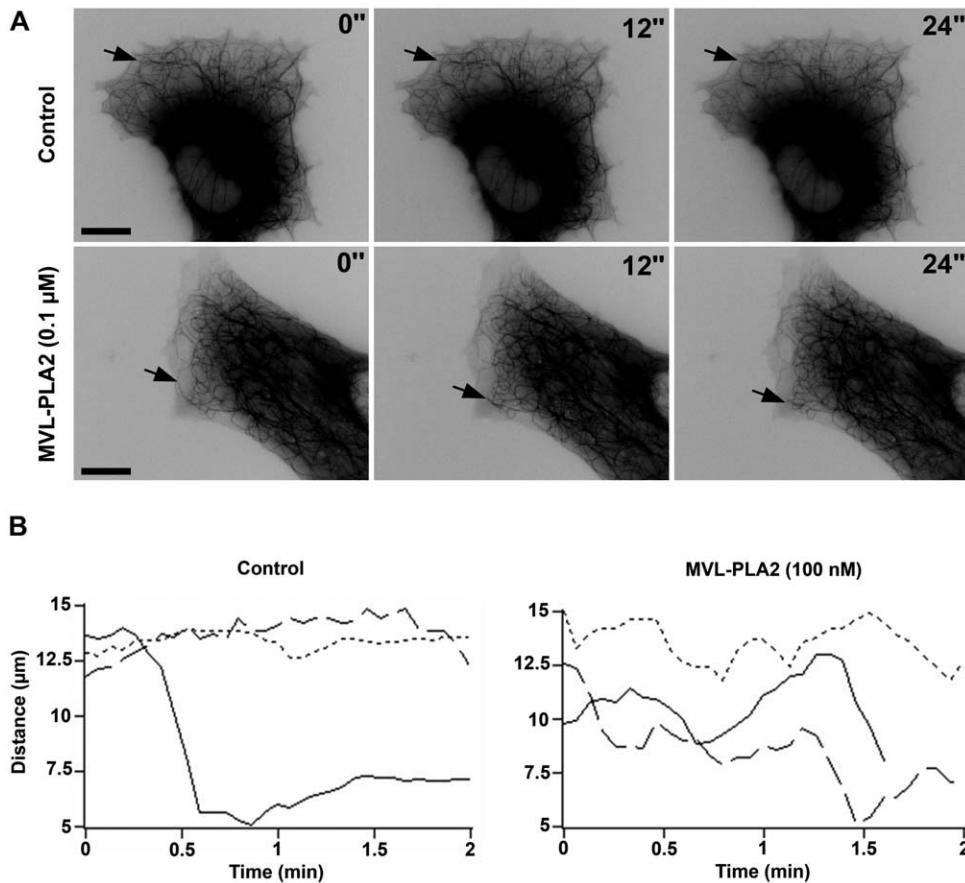 A
Control
0"
12"
24"
MVL-PLA2 (0.1 µM)
0"
12"
24"
B
Control
MVL-PLA2 (100 nM)
Distance (µm)
15
12.5
10
7.5
5
0
0.5
1
1.5
2
Time (min)
15
12.5
10
7.5
5
0
0.5
1
1.5
2
Time (min)